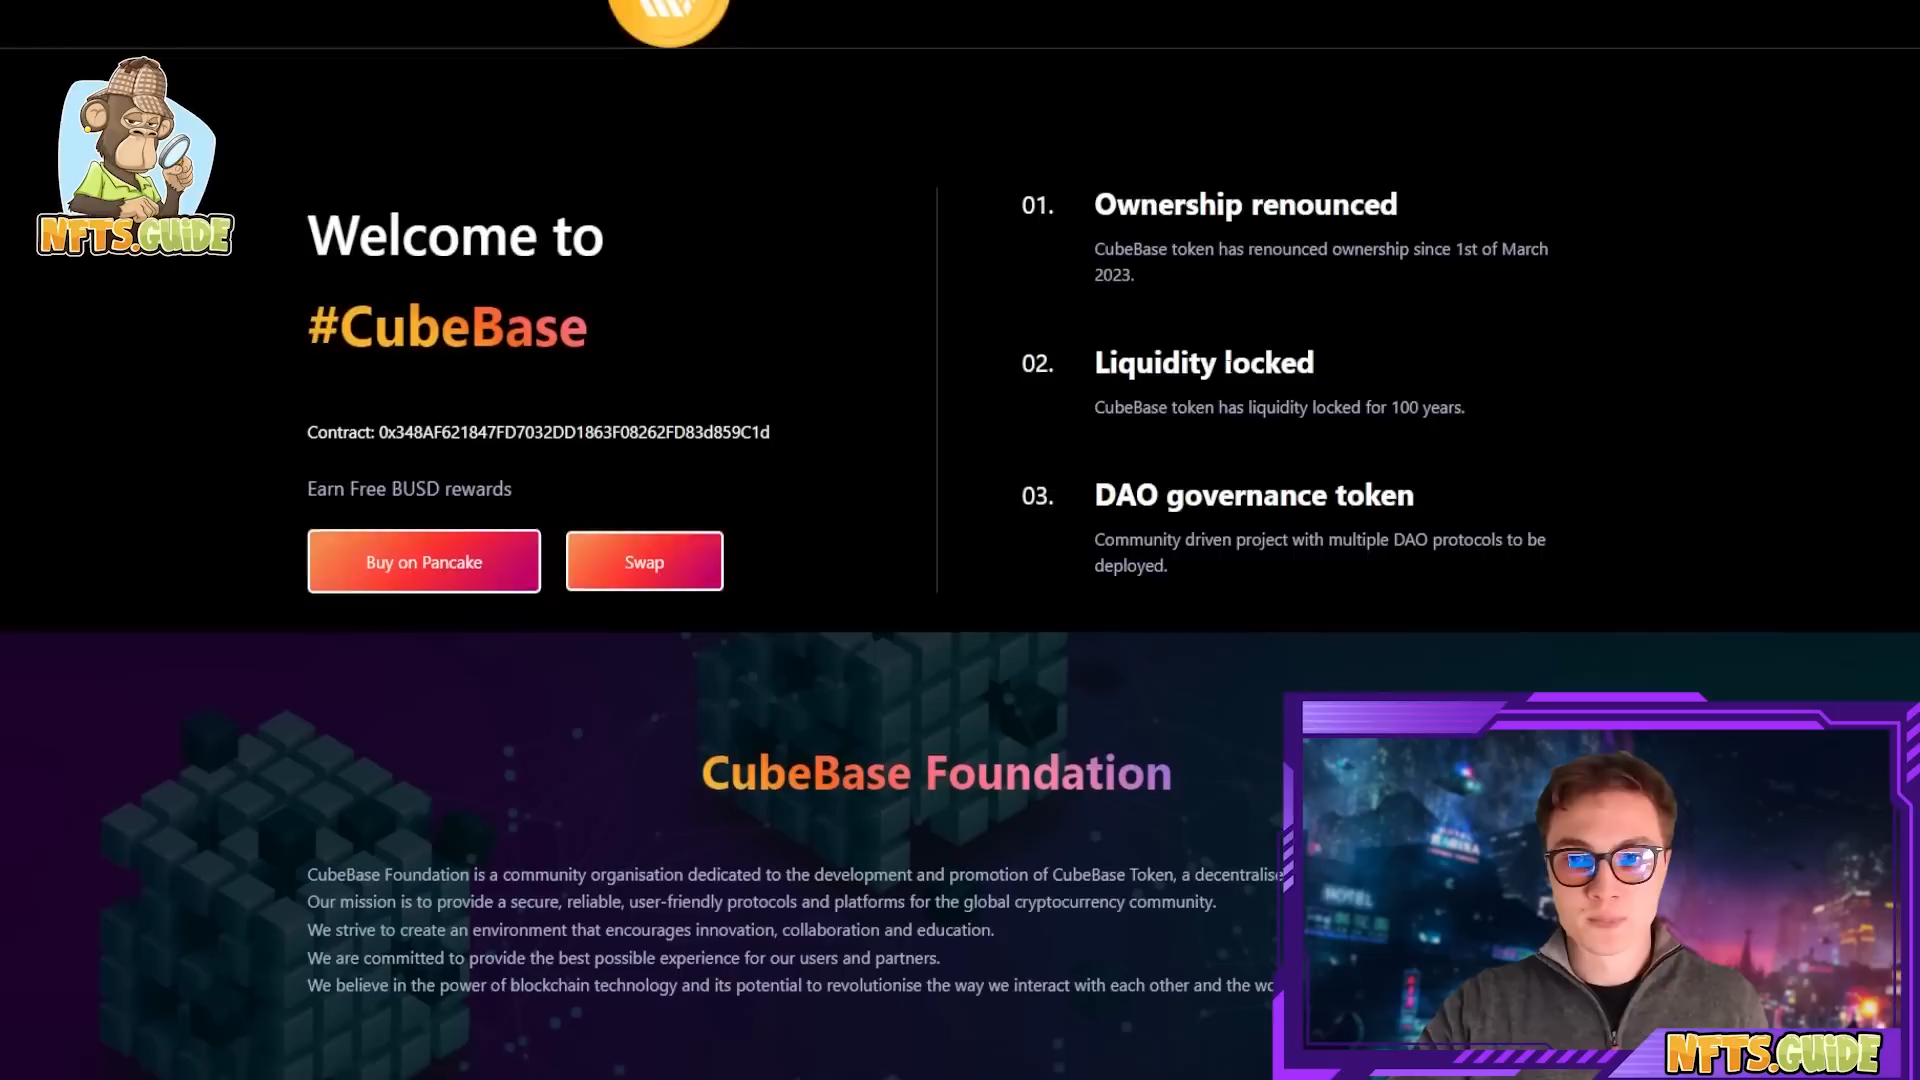 NFTS.GUIDE
Welcome to
#CubeBase
Contract: 0x348AF621847FD7032DD1863F08262FD83d859C1d
Earn Free BUSD rewards
Buy on Pancake
Swap
01.
Ownership renounced
CubeBase token has renounced ownership since 1st of March
2023.
02.
Liquidity locked
CubeBase token has liquidity locked for 100 years.
03.
DAO governance token
Community driven project with multiple DAO protocols to be
deployed.
CubeBase Foundation
CubeBase Foundation is a community organisation dedicated to the development and promotion of CubeBase Token, a decentralise
Our mission is to provide a secure, reliable, user-friendly protocols and platforms for the global cryptocurrency community.
We strive to create an environment that encourages innovation, collaboration and education.
We are committed to provide the best possible experience for our users and partners.
We believe in the power of blockchain technology and its potential to revolutionise the way we interact with each other and the wo
HOTEL
NFTS.GUIDE